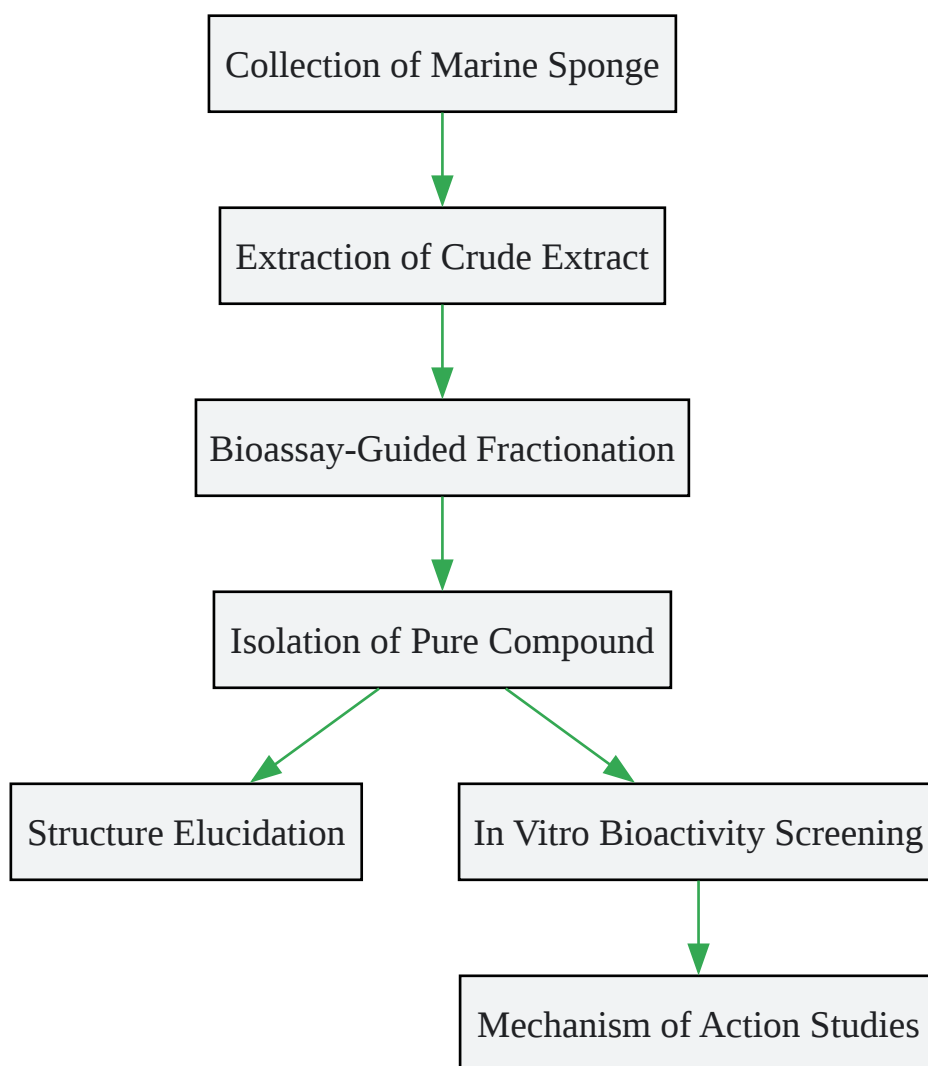 Collection of Marine Sponge
Extraction of Crude Extract
Bioassay-Guided Fractionation
Isolation of Pure Compound
Structure Elucidation
In Vitro Bioactivity Screening
Mechanism of Action Studies